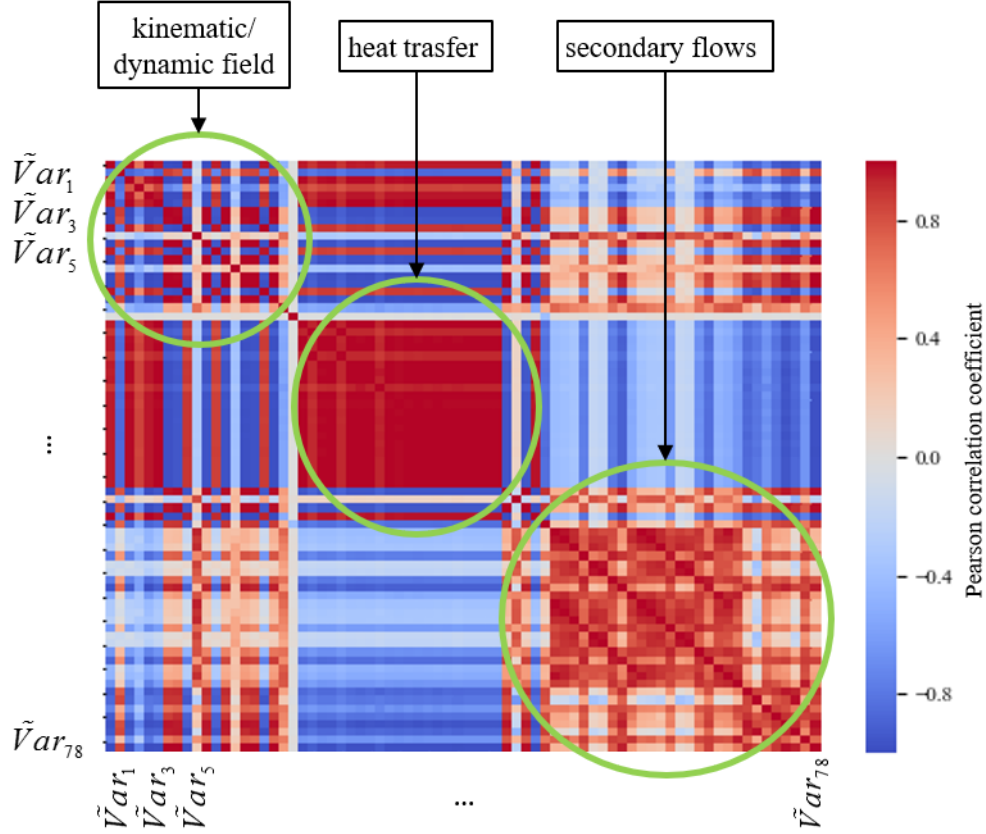 kinematic/
dynamic field
heat trasfer
secondary flows
Ṽar₁
Ṽar₃
Ṽar₅
...
Ṽar₇₈
Ṽar₁
Ṽar₃
Ṽar₅
...
Ṽar₇₈
0.8
0.4
0.0
−0.4
−0.8
Pearson correlation coefficient